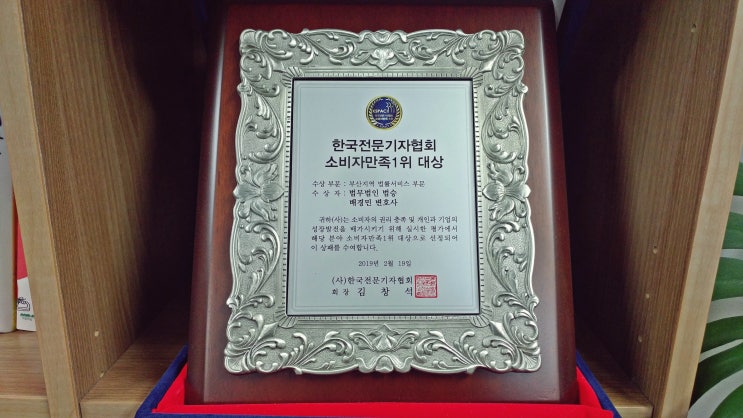 한국전문기자협회
소비자만족1위 대상
수상 부문 : 부산지역 법률서비스 부문
수 상 자 : 법무법인 법승
배경민 변호사
귀하(사)는 소비자의 권리 충족 및 개인과 기업의
성장발전을 배가시키기 위해 실시한 평가에서
해당 분야 소비자만족1위 대상으로 선정되어
이 상패를 수여합니다.
2019년 2월 19일
(사)한국전문기자협회
회 장 김 창 석